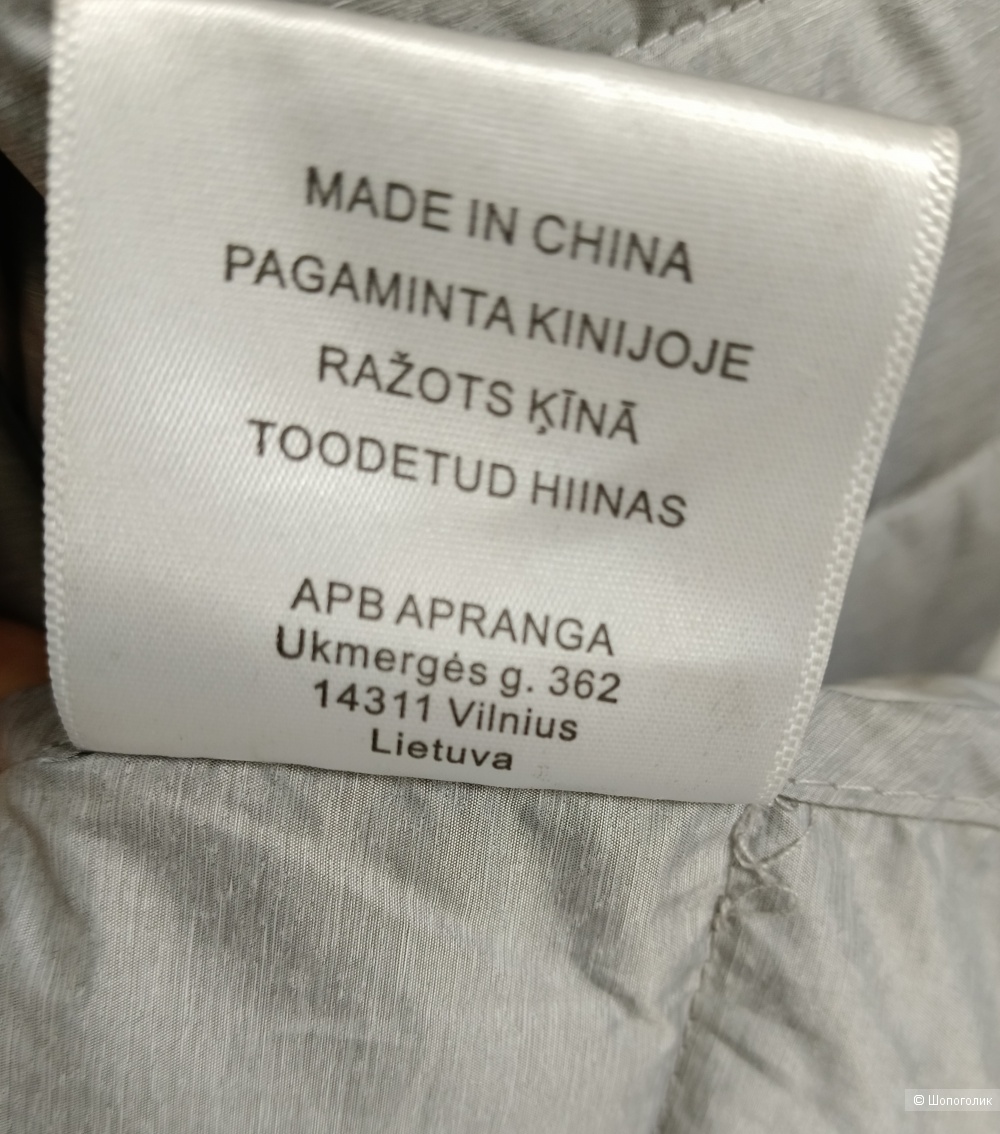 MADE IN CHINA
PAGAMINTA KINIJOJE
RAŽOTS ĶĪNĀ
TOODETUD HIINAS
APB APRANGA
Ukmergės g. 362
14311 Vilnius
Lietuva
© Шопоголик